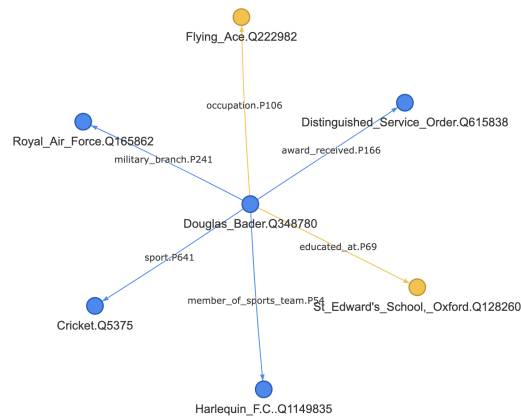 Flying_Ace.Q222982
occupation.P106
Distinguished_Service_Order.Q615838
Royal_Air_Force.Q165862
award_received.P166
military_branch.P241
Douglas_Bader.Q348780
educated_at.P69
sport.P641
member_of_sports_team.P54
St_Edward's_School,_Oxford.Q128260
Cricket.Q5375
Harlequin_F.C..Q1149835